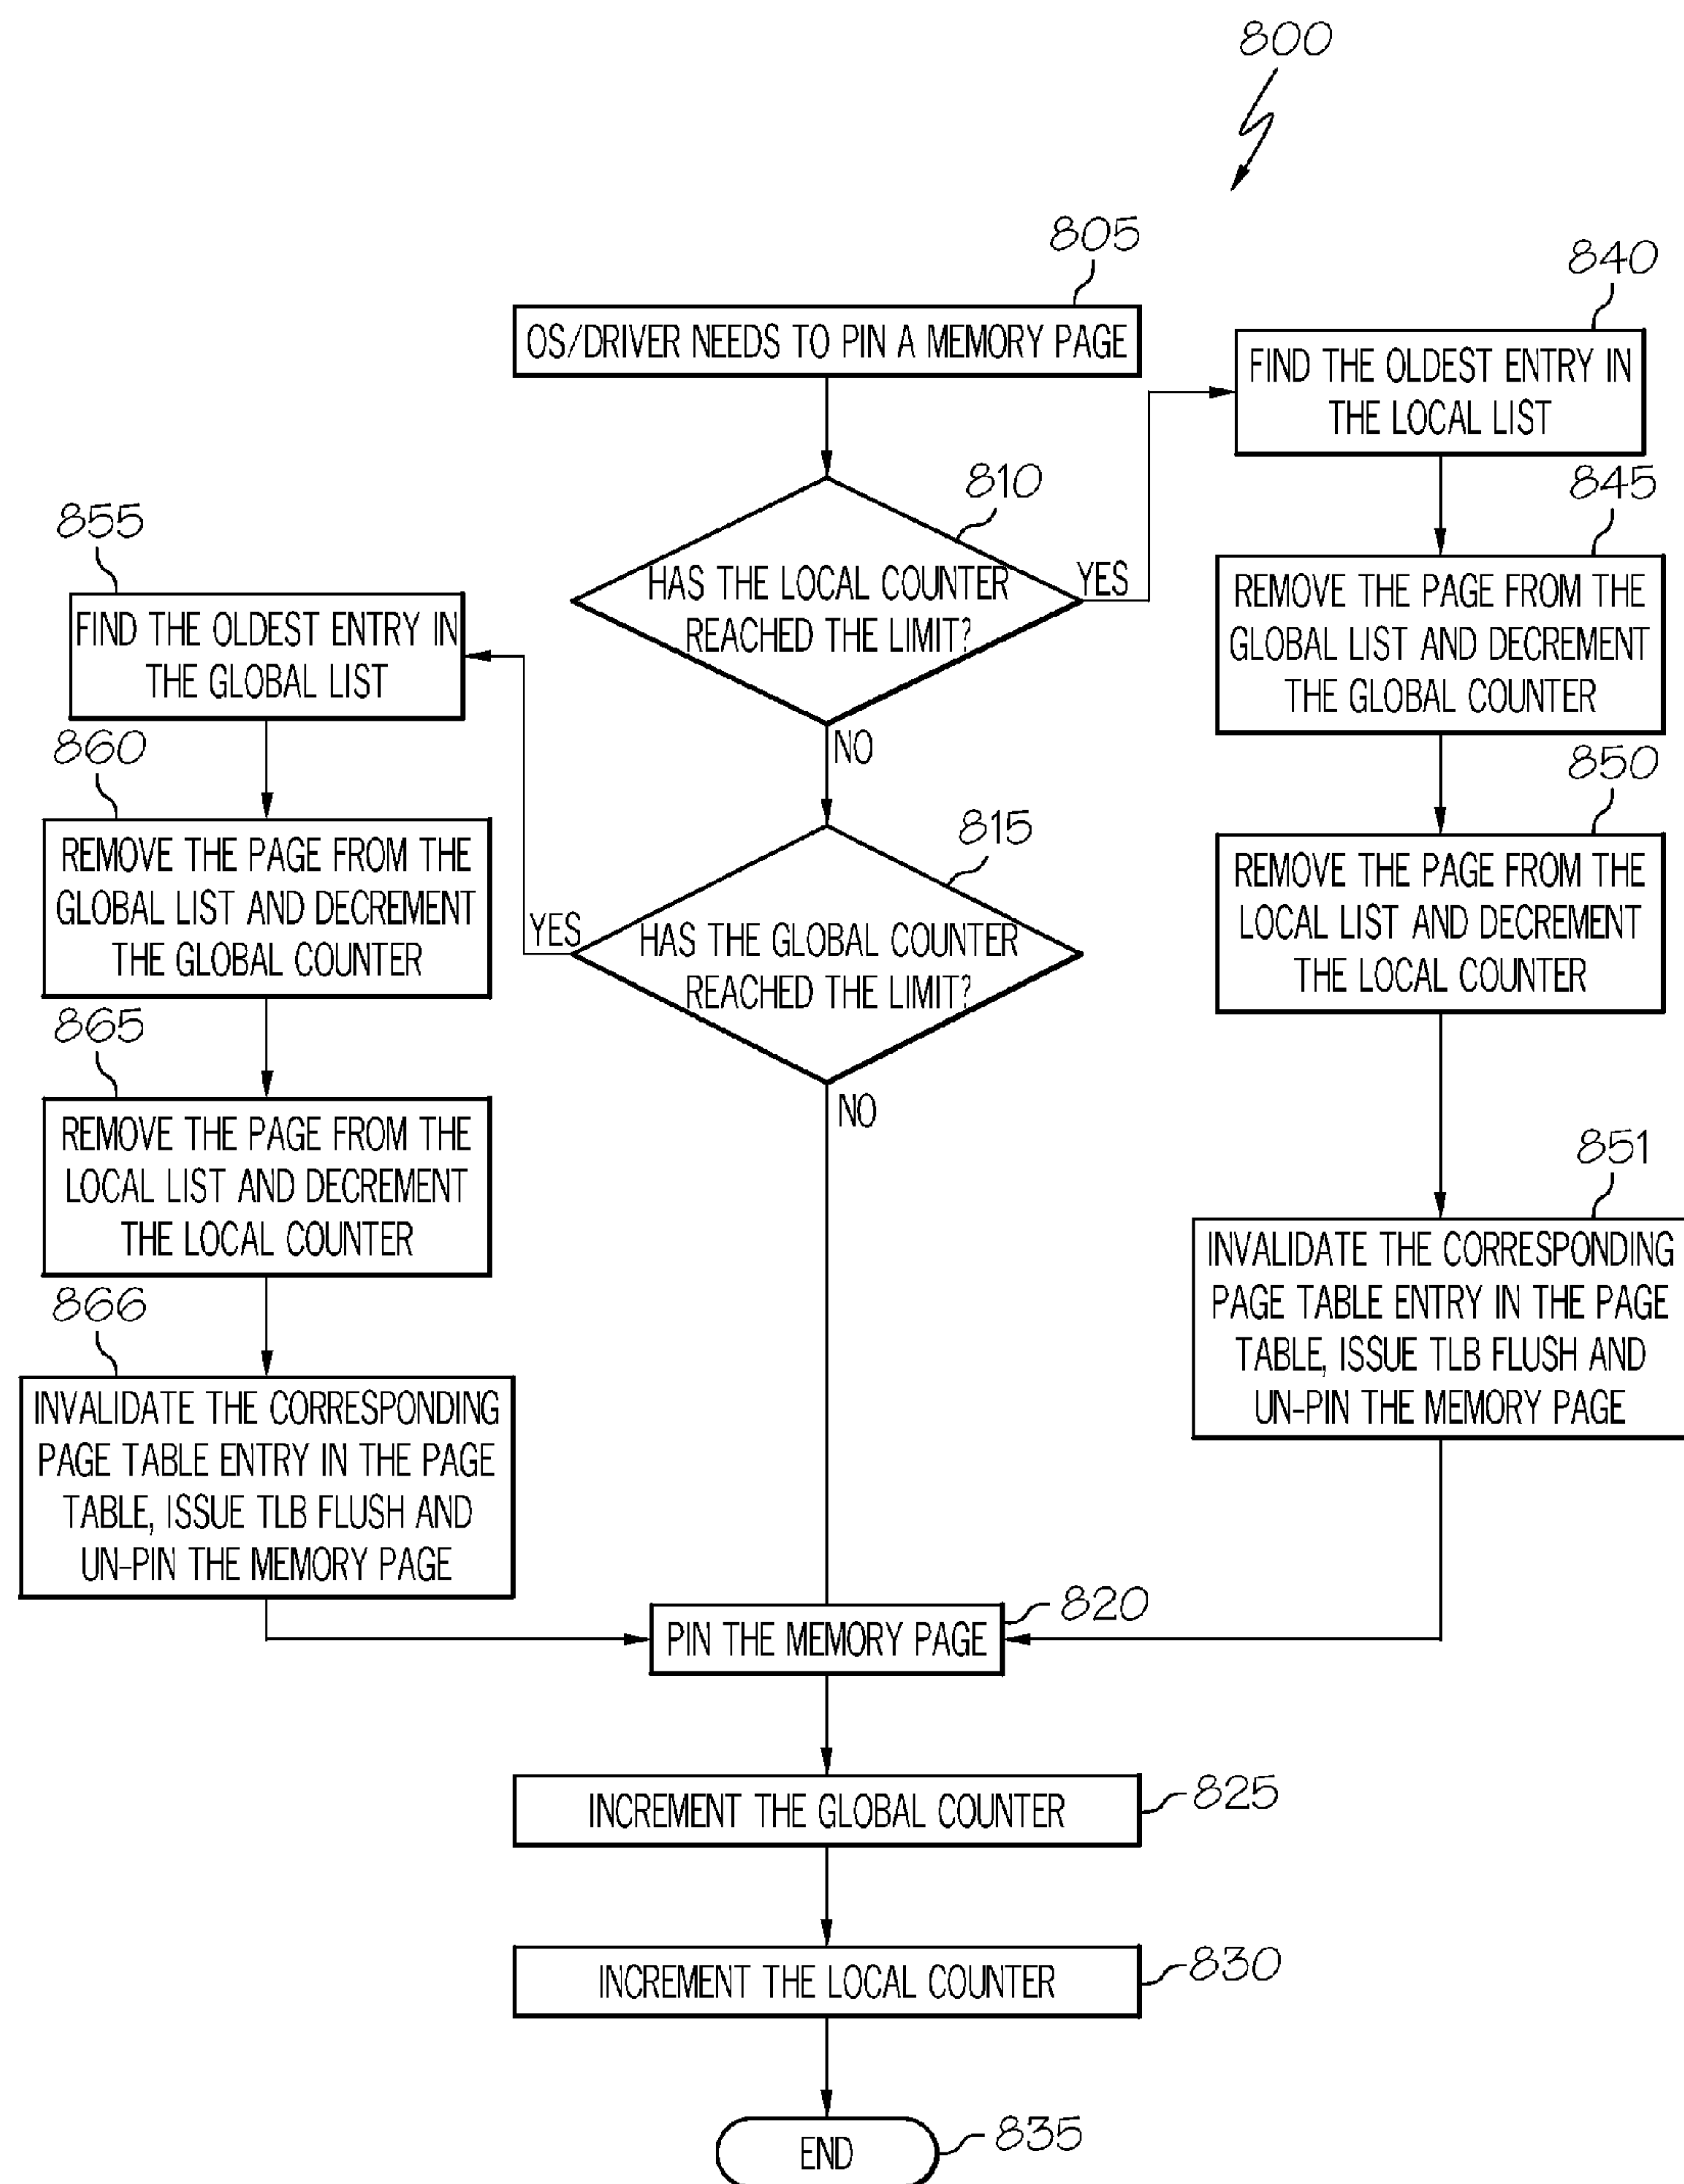 800
805
OS/DRIVER NEEDS TO PIN A MEMORY PAGE
810
HAS THE LOCAL COUNTER
REACHED THE LIMIT?
YES
NO
815
HAS THE GLOBAL COUNTER
REACHED THE LIMIT?
YES
NO
840
FIND THE OLDEST ENTRY IN
THE LOCAL LIST
845
REMOVE THE PAGE FROM THE
GLOBAL LIST AND DECREMENT
THE GLOBAL COUNTER
850
REMOVE THE PAGE FROM THE
LOCAL LIST AND DECREMENT
THE LOCAL COUNTER
851
INVALIDATE THE CORRESPONDING
PAGE TABLE ENTRY IN THE PAGE
TABLE, ISSUE TLB FLUSH AND
UN-PIN THE MEMORY PAGE
855
FIND THE OLDEST ENTRY IN
THE GLOBAL LIST
860
REMOVE THE PAGE FROM THE
GLOBAL LIST AND DECREMENT
THE GLOBAL COUNTER
865
REMOVE THE PAGE FROM THE
LOCAL LIST AND DECREMENT
THE LOCAL COUNTER
866
INVALIDATE THE CORRESPONDING
PAGE TABLE ENTRY IN THE PAGE
TABLE, ISSUE TLB FLUSH AND
UN-PIN THE MEMORY PAGE
820
PIN THE MEMORY PAGE
INCREMENT THE GLOBAL COUNTER
825
INCREMENT THE LOCAL COUNTER
830
END
835